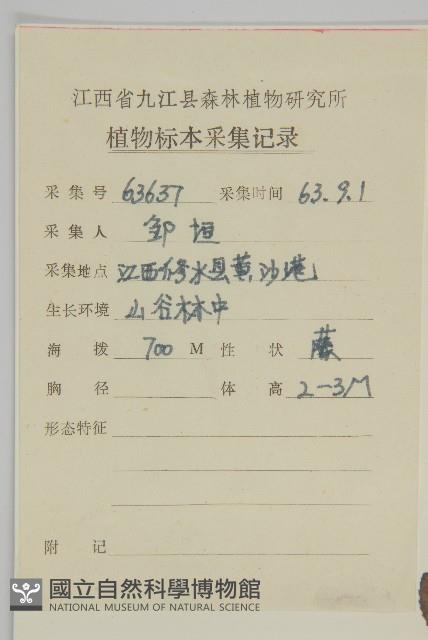 江西省九江县森林植物研究所
植物标本采集记录
采集号 63637 采集时间 63.9.1
采集人 邹垣
采集地点 江西修水县黄沙港
生长环境 山谷林中
海拨 700 M 性状 藤
胸径 体高 2-3M
形态特征
附记
國立自然科學博物館
NATIONAL MUSEUM OF NATURAL SCIENCE